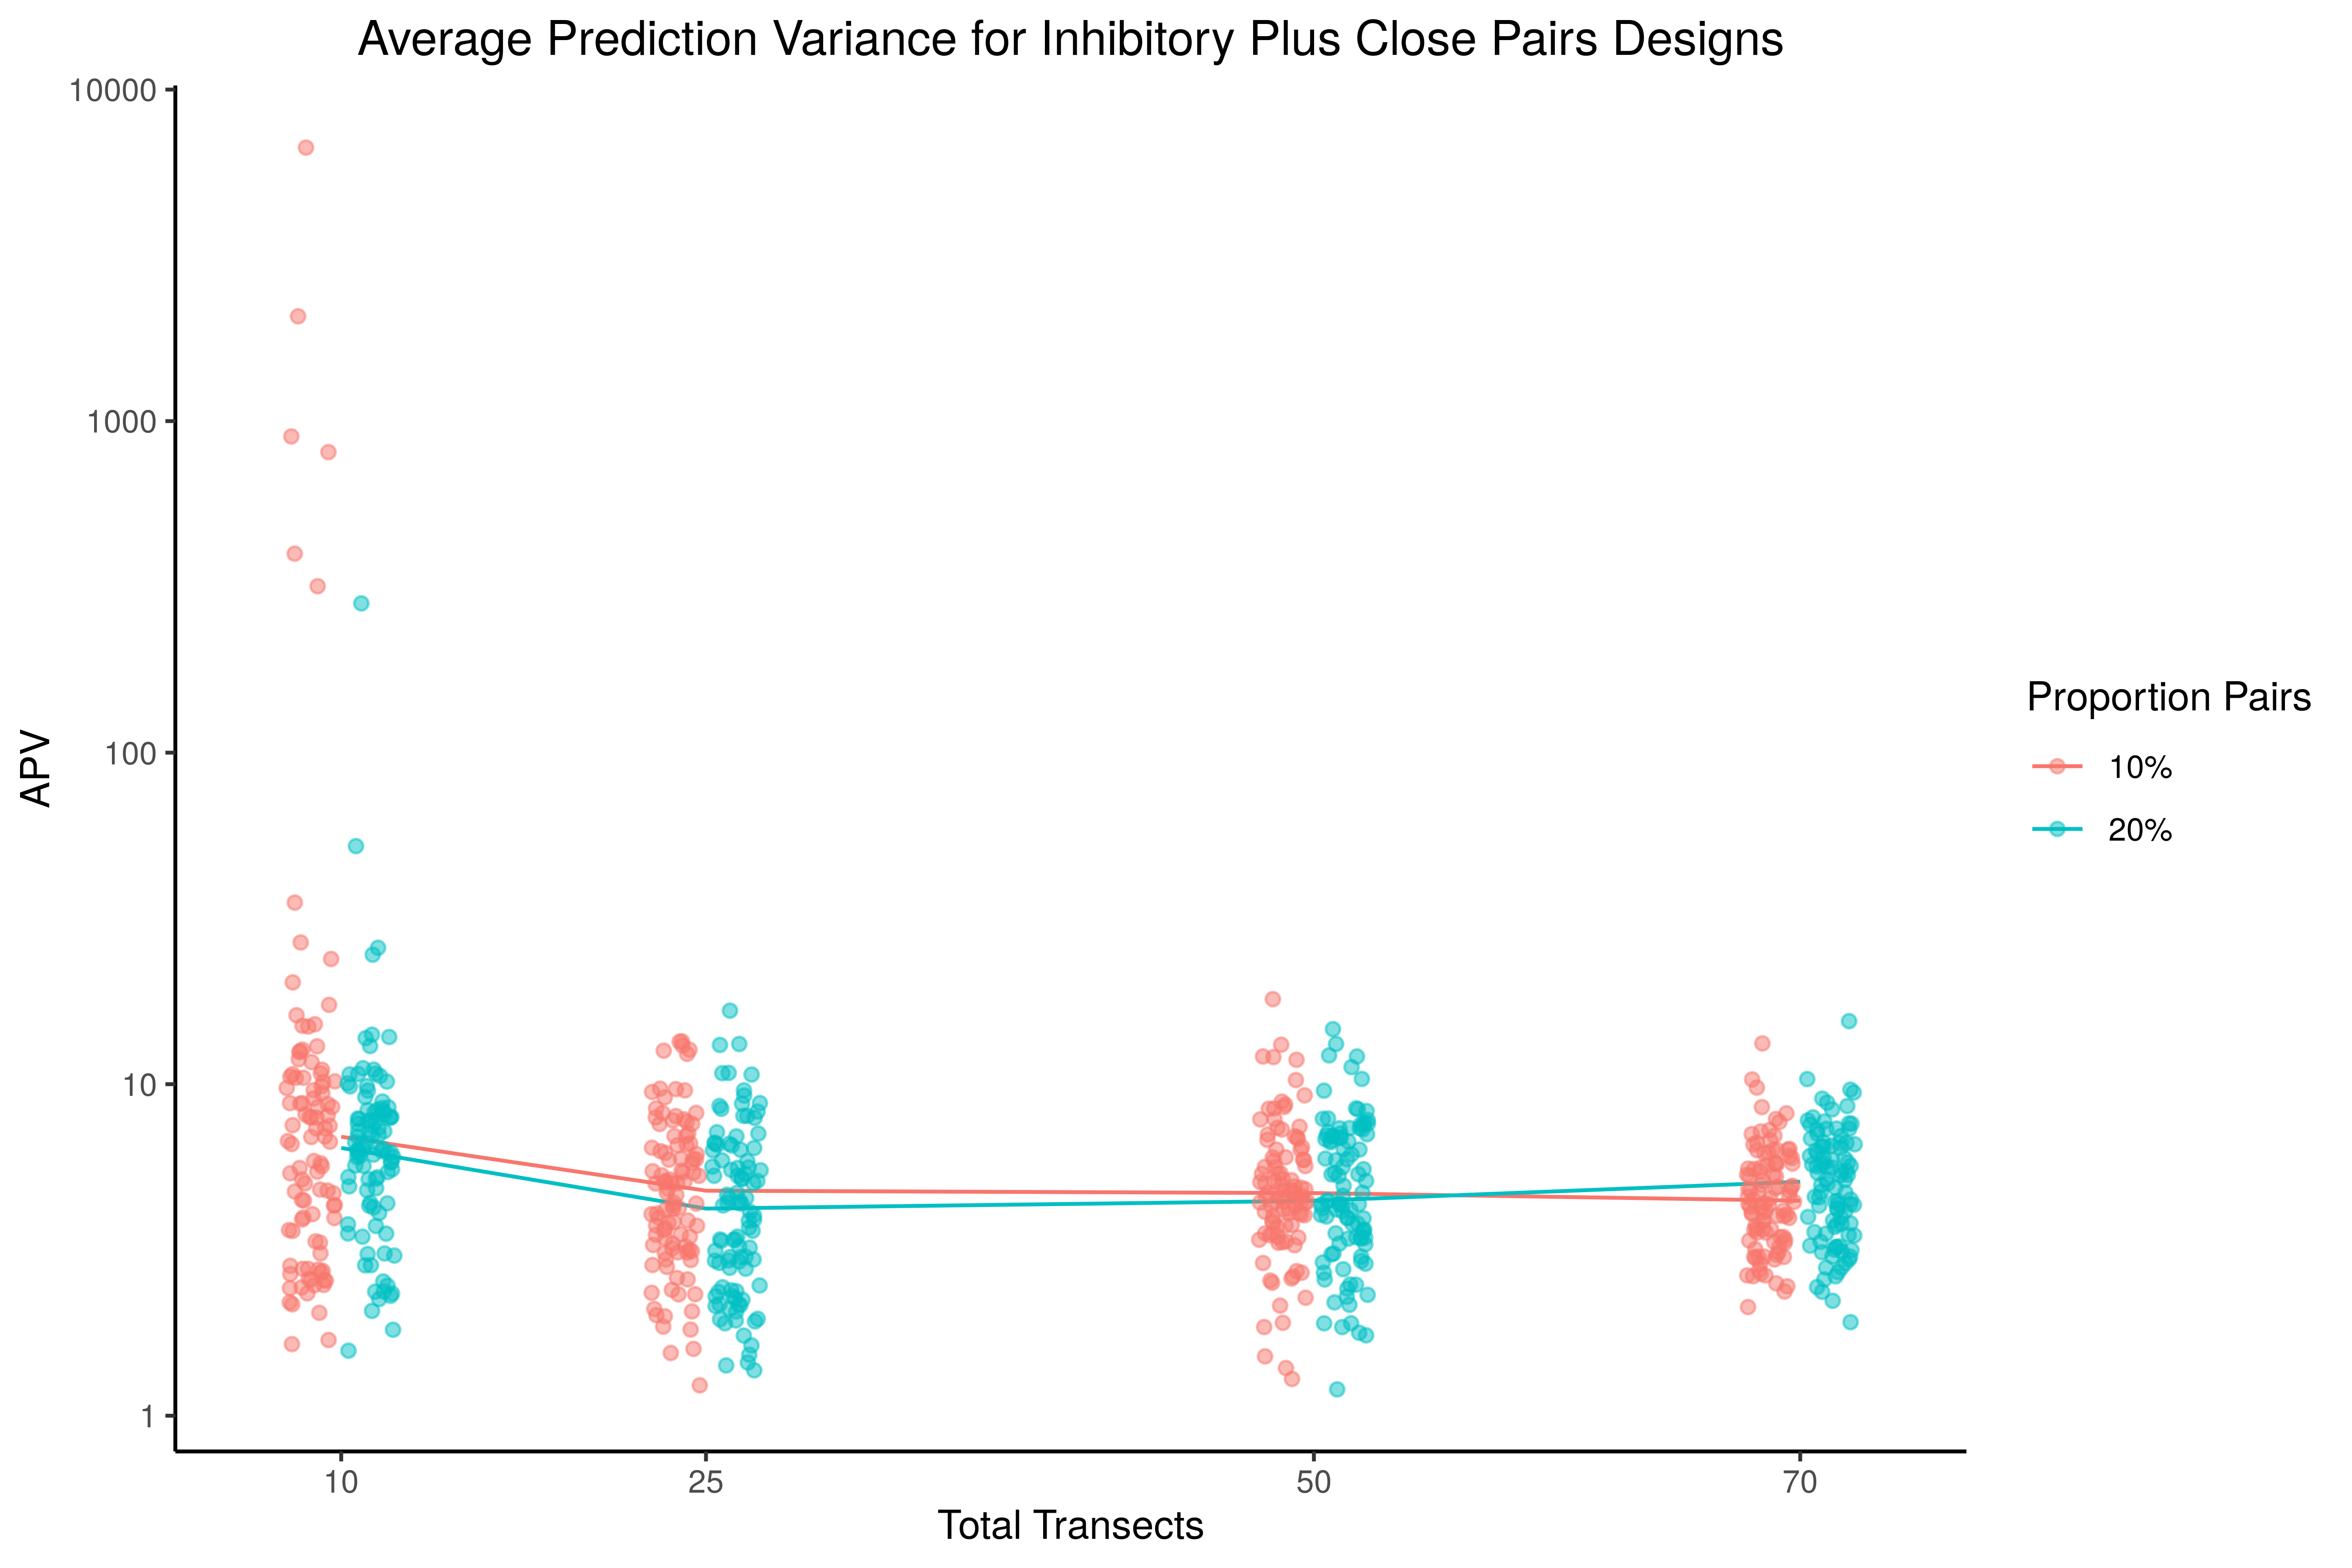 Average Prediction Variance for Inhibitory Plus Close Pairs Designs
10000
1000
100
10
1
APV
10 25 50 70
Total Transects
Proportion Pairs
10%
20%